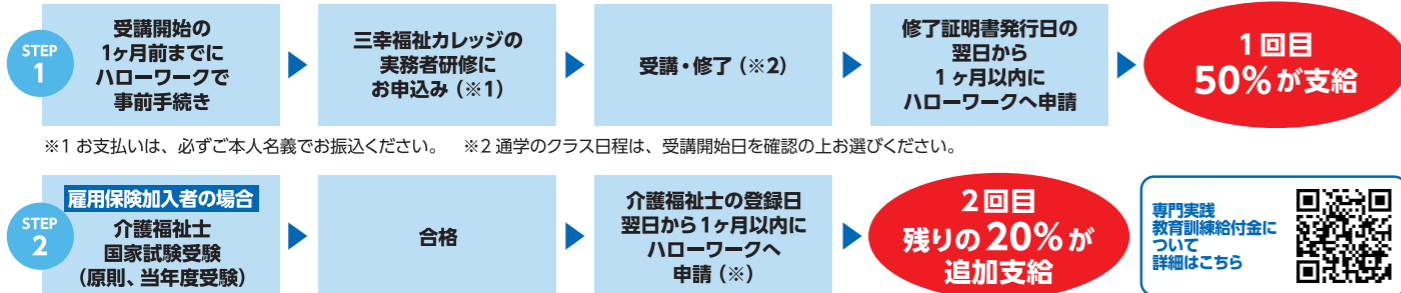 STEP
1
受講開始の
1ヶ月前までに
ハローワークで
事前手続き
三幸福祉カレッジの
実務者研修に
お申込み（※1）
受講・修了（※2）
修了証明書発行日の
翌日から
1ヶ月以内に
ハローワークへ申請
1回目
50%が支給
※1 お支払いは、必ずご本人名義でお振込ください。 ※2 通学のクラス日程は、受講開始日を確認の上お選びください。
STEP
2
雇用保険加入者の場合
介護福祉士
国家試験受験
（原則、当年度受験）
合格
介護福祉士の登録日
翌日から1ヶ月以内に
ハローワークへ
申請（※）
2回目
残りの20%が
追加支給
専門実践
教育訓練給付金に
ついて
詳細はこちら